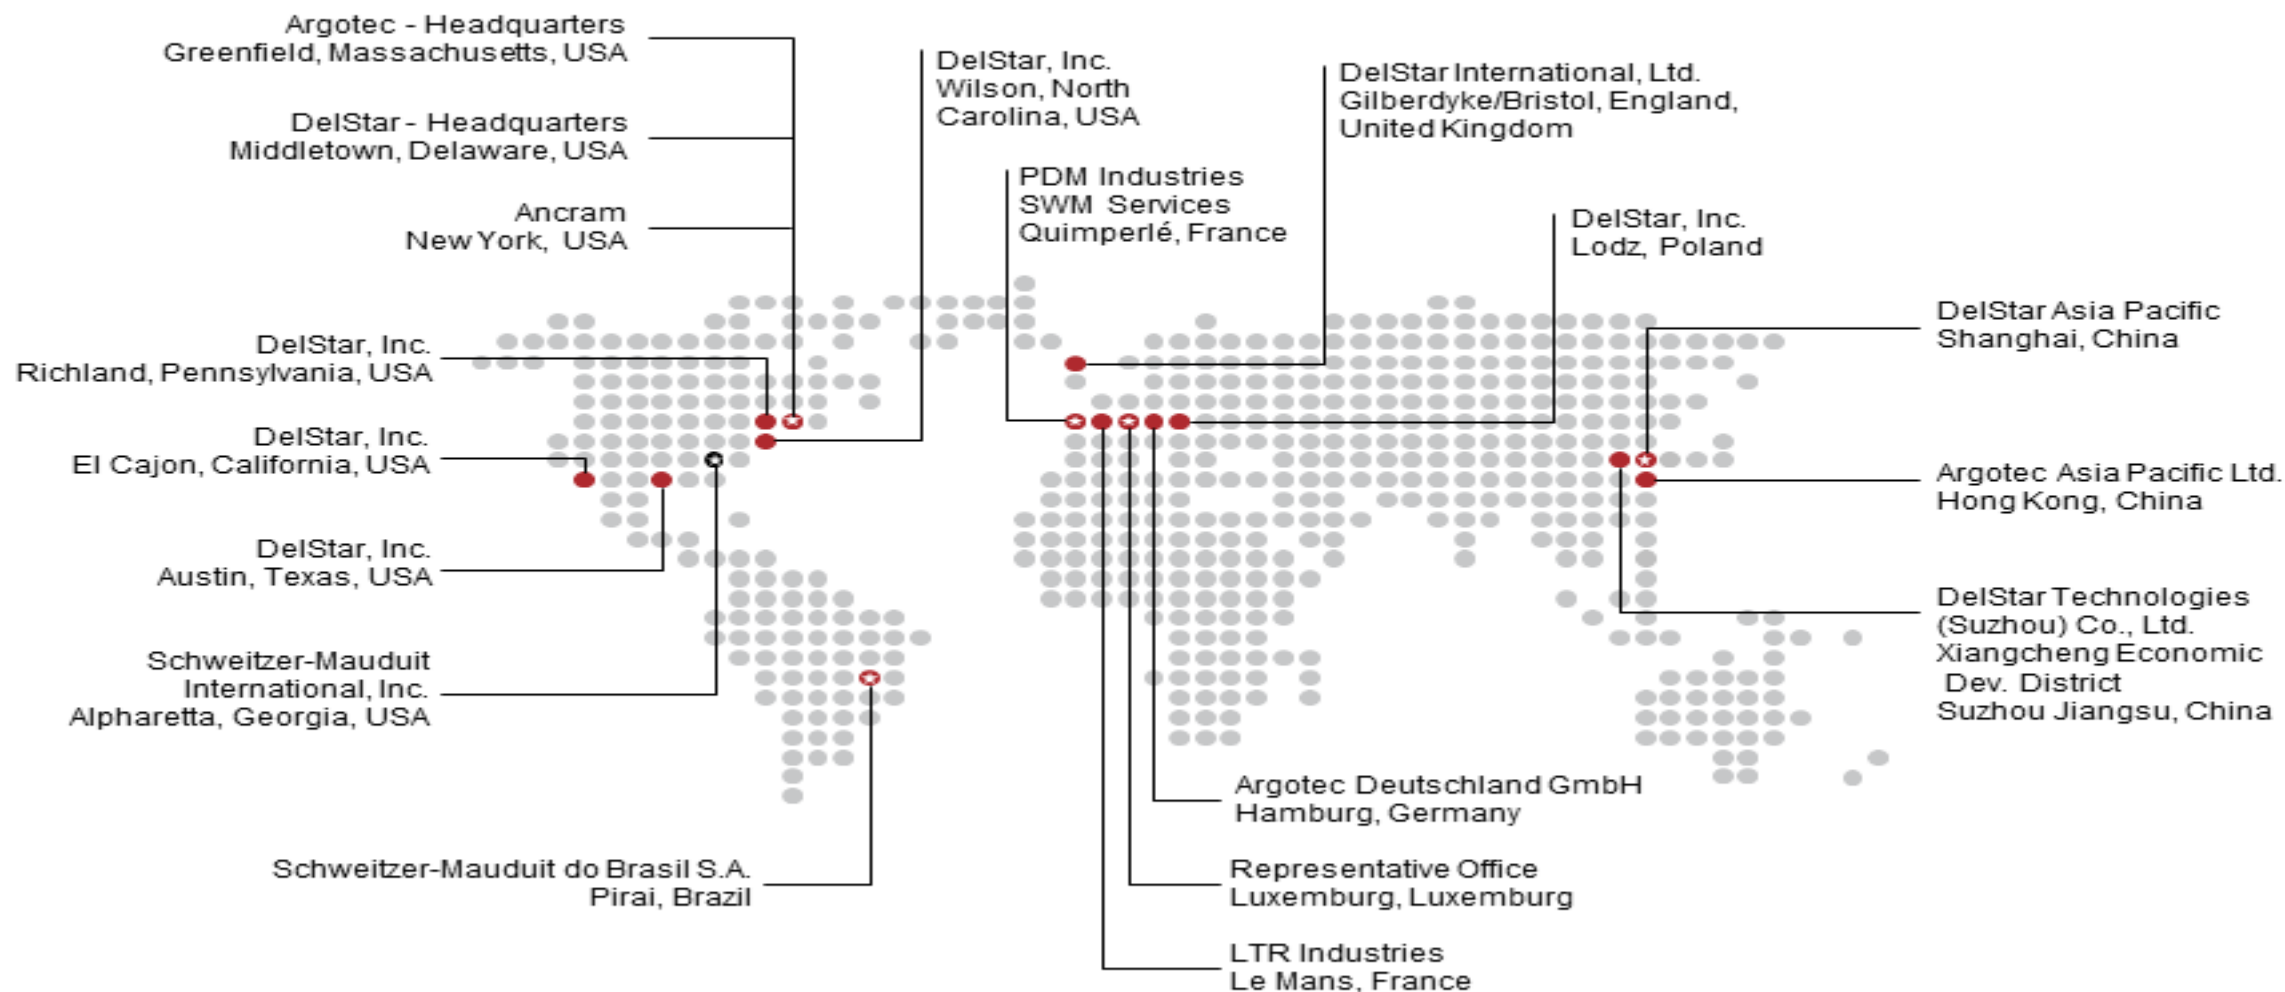 Argotec - Headquarters
Greenfield, Massachusetts, USA
DelStar - Headquarters
Middletown, Delaware, USA
Ancram
New York, USA
DelStar, Inc.
Wilson, North
Carolina, USA
DelStar International, Ltd.
Gilberdyke/Bristol, England,
United Kingdom
PDM Industries
SWM Services
Quimperlé, France
DelStar, Inc.
Lodz, Poland
DelStar, Inc.
Richland, Pennsylvania, USA
DelStar, Inc.
El Cajon, California, USA
DelStar, Inc.
Austin, Texas, USA
Schweitzer-Mauduit
International, Inc.
Alpharetta, Georgia, USA
Schweitzer-Mauduit do Brasil S.A.
Pirai, Brazil
DelStar Asia Pacific
Shanghai, China
Argotec Asia Pacific Ltd.
Hong Kong, China
DelStar Technologies
(Suzhou) Co., Ltd.
Xiangcheng Economic
Dev. District
Suzhou Jiangsu, China
Argotec Deutschland GmbH
Hamburg, Germany
Representative Office
Luxemburg, Luxemburg
LTR Industries
Le Mans, France